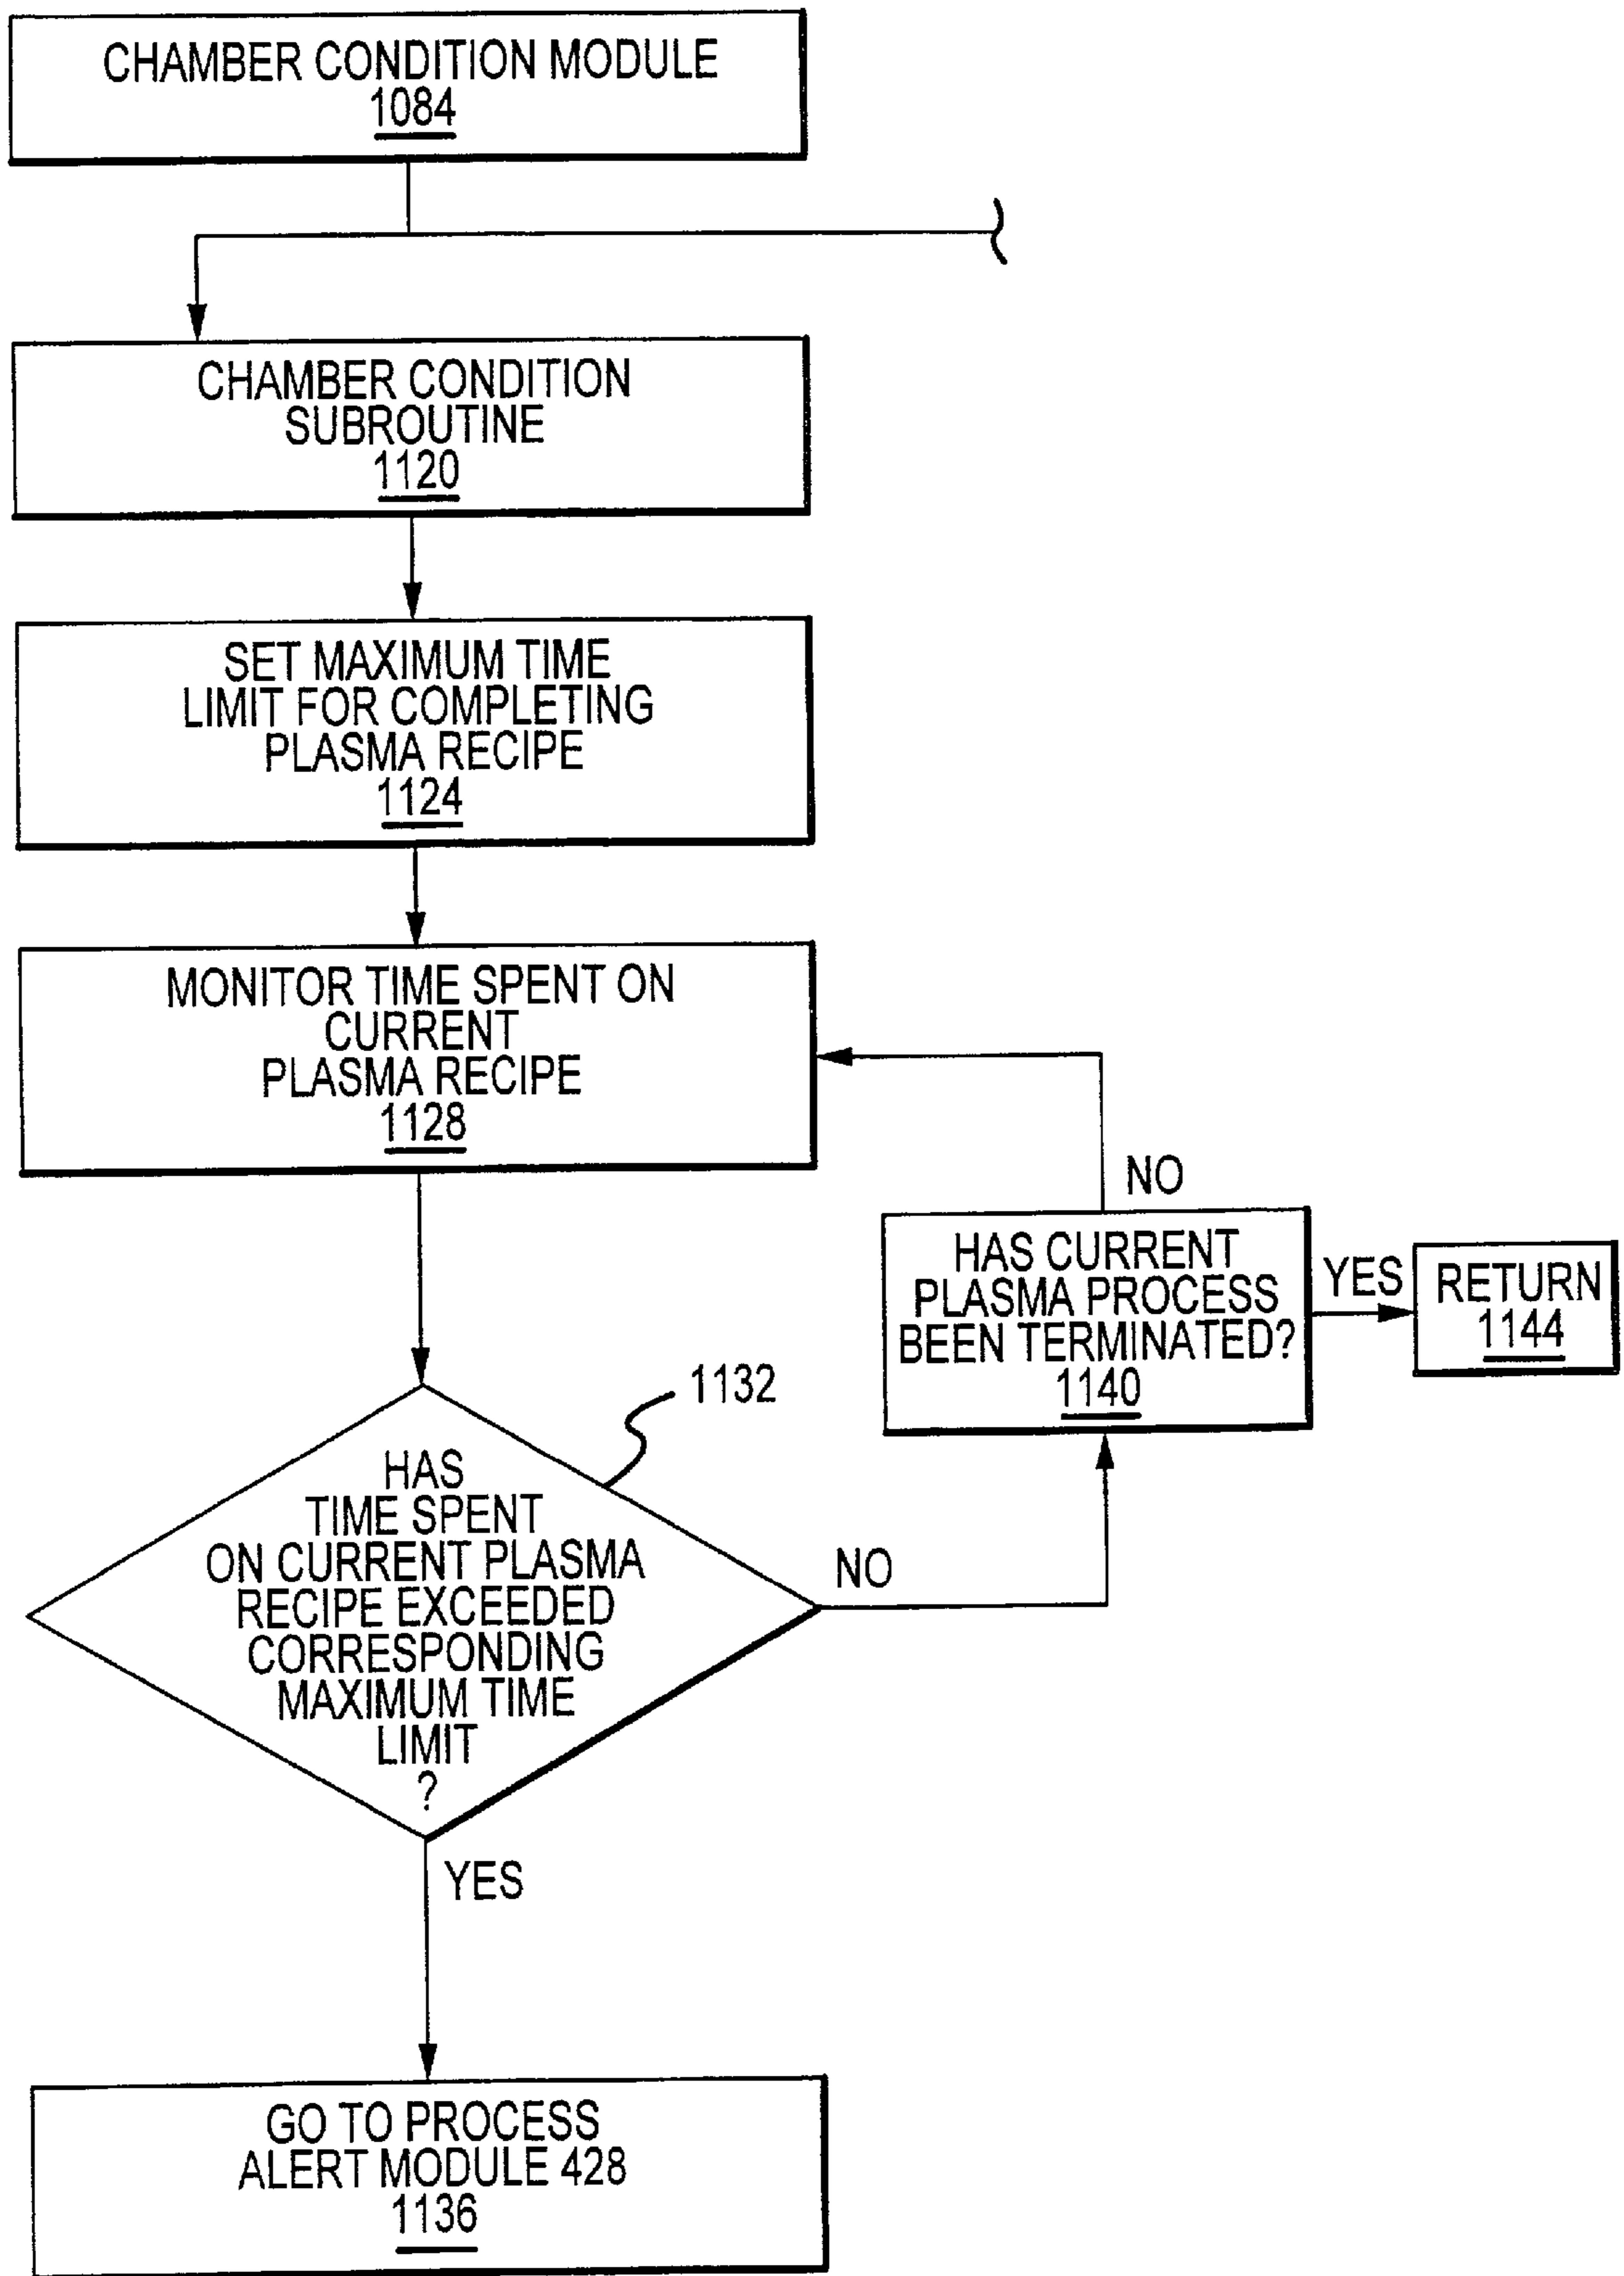 CHAMBER CONDITION MODULE
1084
CHAMBER CONDITION
SUBROUTINE
1120
SET MAXIMUM TIME
LIMIT FOR COMPLETING
PLASMA RECIPE
1124
MONITOR TIME SPENT ON
CURRENT
PLASMA RECIPE
1128
NO
HAS CURRENT
PLASMA PROCESS
BEEN TERMINATED?
1140
YES
RETURN
1144
1132
HAS
TIME SPENT
ON CURRENT PLASMA
RECIPE EXCEEDED
CORRESPONDING
MAXIMUM TIME
LIMIT
?
NO
YES
GO TO PROCESS
ALERT MODULE 428
1136